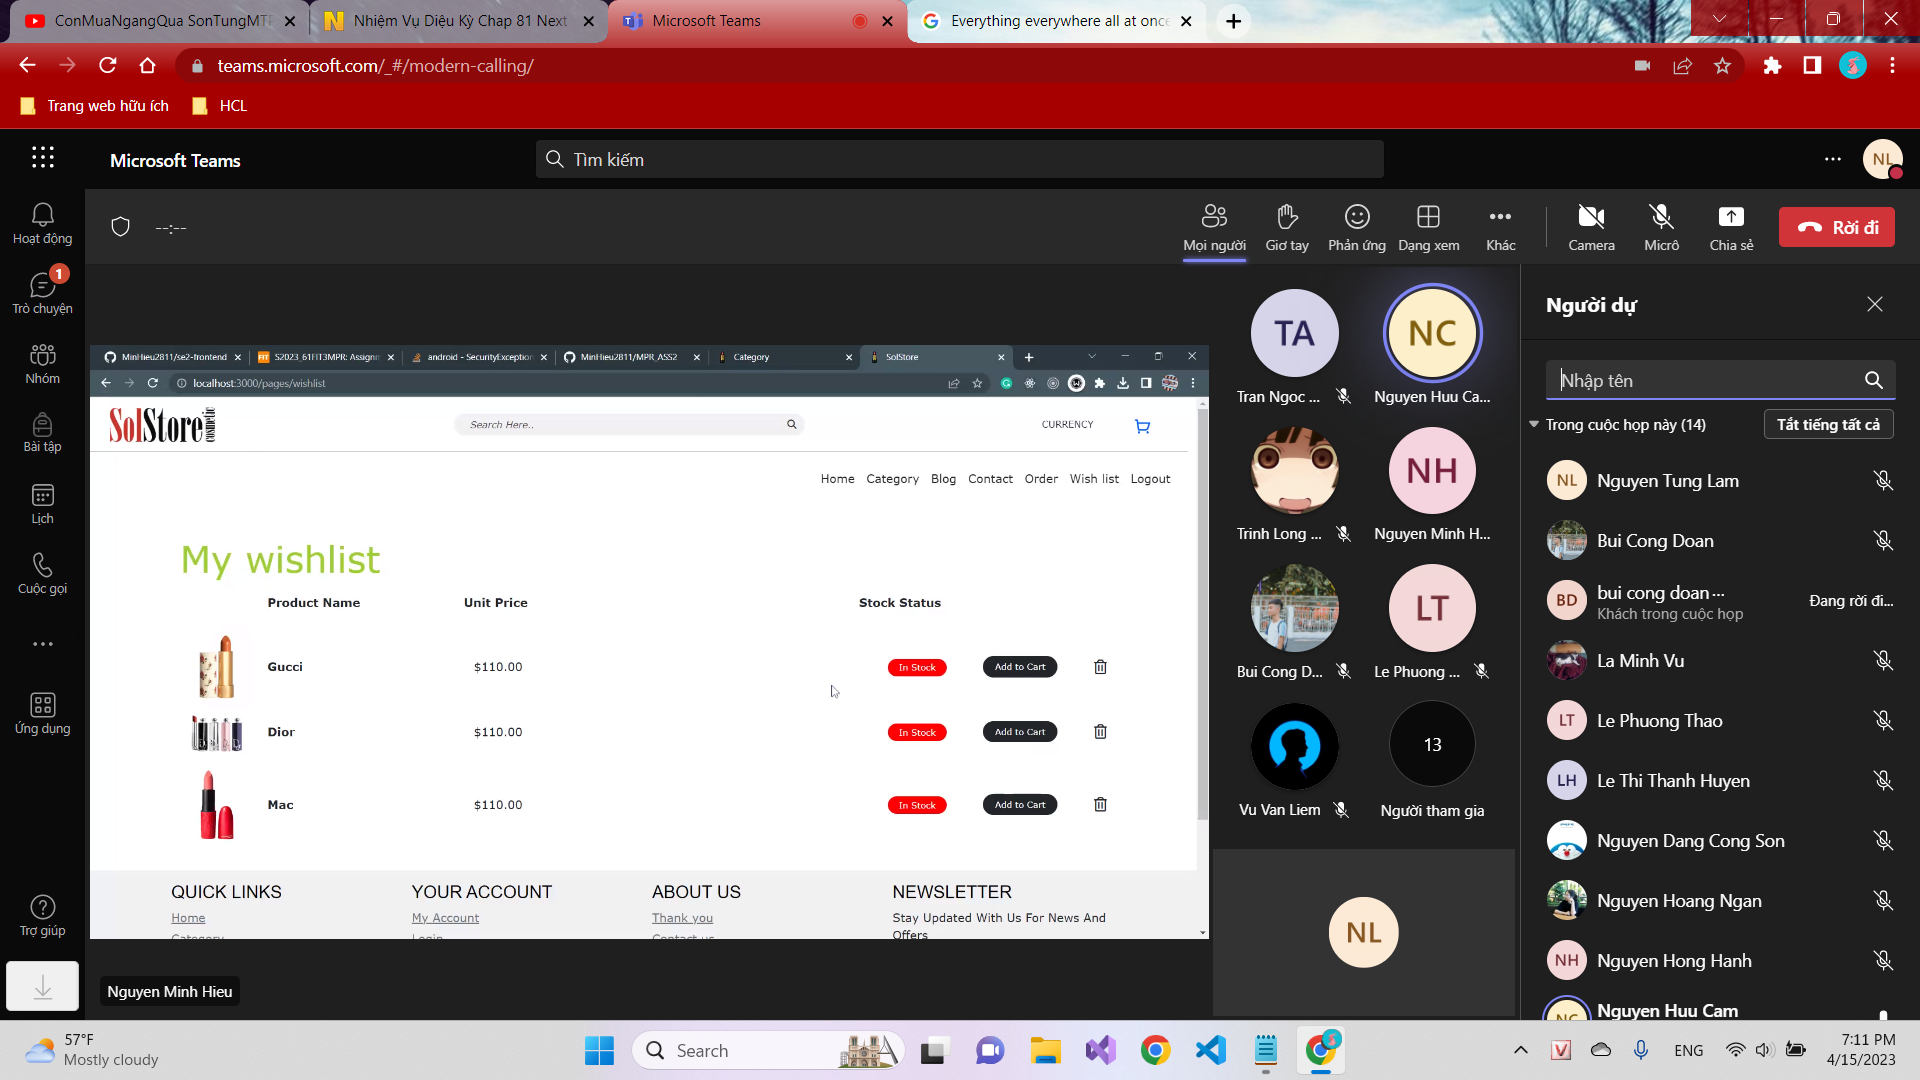 ConMuaNgangQua SonTungMTP
Nhiệm Vụ Diệu Kỳ Chap 81 Next
Microsoft Teams
Everything everywhere all at once
teams.microsoft.com/_#/modern-calling/
Trang web hữu ích
HCL
Microsoft Teams
Tìm kiếm
NL
Hoạt động
--:--
Mọi người
Giơ tay
Phản ứng
Dạng xem
Khác
Camera
Micrô
Chia sẻ
Rời đi
1
Trò chuyện
Nhóm
Bài tập
Lịch
Cuộc gọi
Ứng dụng
Trợ giúp
MinHieu2811/se2-frontend
FIT
S2023_61FIT3MPR: Assignm
android - SecurityException
MinHieu2811/MPR_ASS2
Category
SolStore
localhost:3000/pages/wishlist
SolStore
COSMETIC
Search Here..
CURRENCY
Home
Category
Blog
Contact
Order
Wish list
Logout
My wishlist
Product Name
Unit Price
Stock Status
Gucci
$110.00
In Stock
Add to Cart
Dior
$110.00
In Stock
Add to Cart
Mac
$110.00
In Stock
Add to Cart
QUICK LINKS
YOUR ACCOUNT
ABOUT US
NEWSLETTER
Home
My Account
Thank you
Stay Updated With Us For News And
Offers
Category
Login
Contact us
Nguyen Minh Hieu
TA
Tran Ngoc ...
NC
Nguyen Huu Ca...
Trinh Long ...
NH
Nguyen Minh H...
Bui Cong D...
LT
Le Phuong ...
Vu Van Liem
13
Người tham gia
NL
Người dự
Nhập tên
Trong cuộc họp này (14)
Tắt tiếng tất cả
NL
Nguyen Tung Lam
Bui Cong Doan
BD
bui cong doan...
Khách trong cuộc họp
Đang rời đi...
La Minh Vu
LT
Le Phuong Thao
LH
Le Thi Thanh Huyen
Nguyen Dang Cong Son
Nguyen Hoang Ngan
NH
Nguyen Hong Hanh
NC
Nguyen Huu Cam
57°F
Mostly cloudy
Search
ENG
7:11 PM
4/15/2023